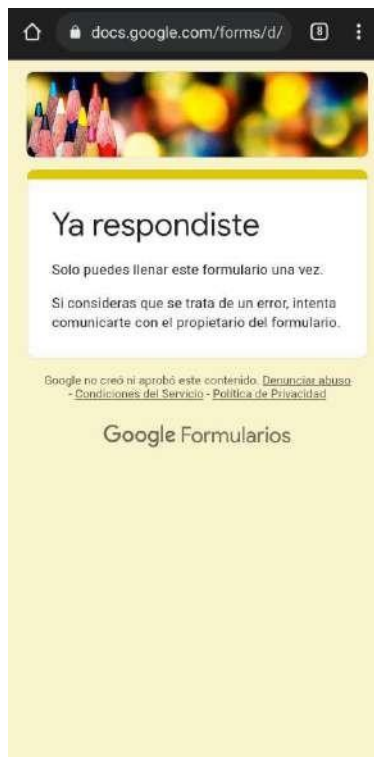 docs.google.com/forms/d/
8
Ya respondiste
Solo puedes llenar este formulario una vez.
Si consideras que se trata de un error, intenta
comunicarte con el propietario del formulario.
Google no creó ni aprobó este contenido. Denunciar abuso
- Condiciones del Servicio - Política de Privacidad
Google Formularios